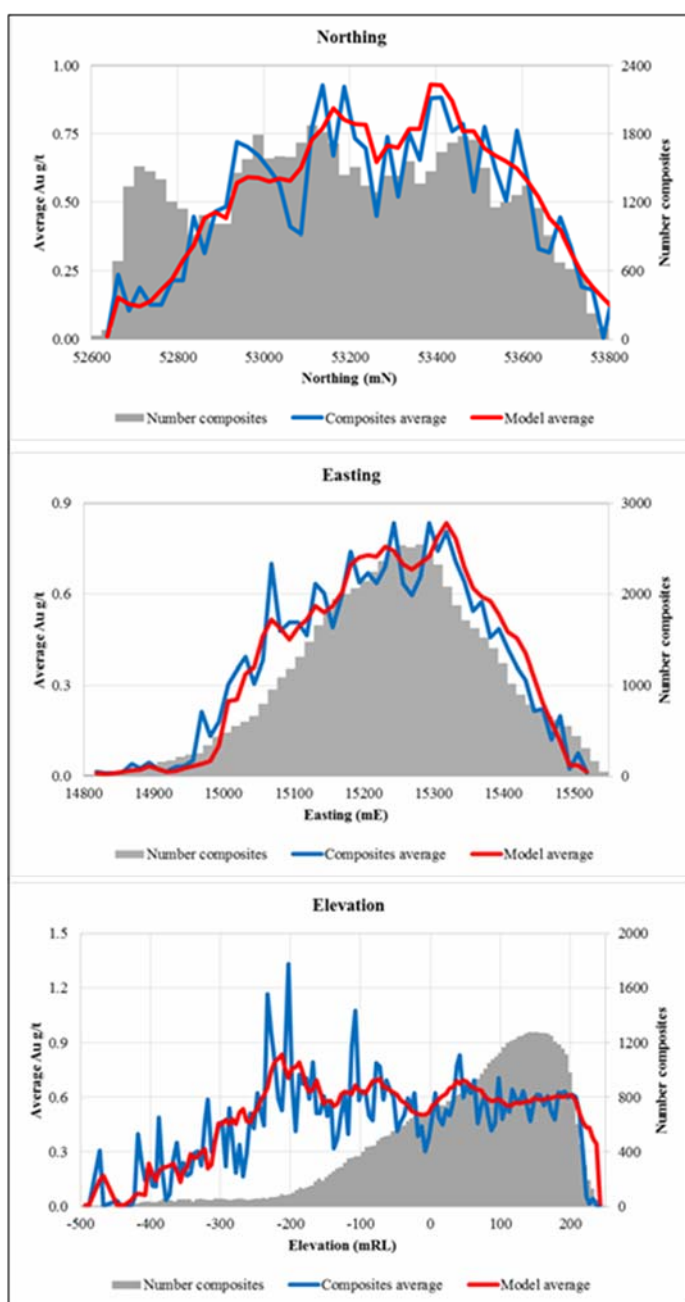 Northing
1.00 2400
0.75 1800
0.50 1200
0.25 600
0.00 0
Average Au g/t
Number composites
52600 52800 53000 53200 53400 53600 53800
Northing (mN)
Number composites Composites average Model average
Easting
0.9 3000
0.6 2000
0.3 1000
0.0 0
Average Au g/t
Number composites
14800 14900 15000 15100 15200 15300 15400 15500
Easting (mE)
Number composites Composites average Model average
Elevation
1.5 2000
1.2 1600
0.9 1200
0.6 800
0.3 400
0.0 0
Average Au g/t
Number composites
-500 -400 -300 -200 -100 0 100 200
Elevation (mRL)
Number composites Composites average Model average